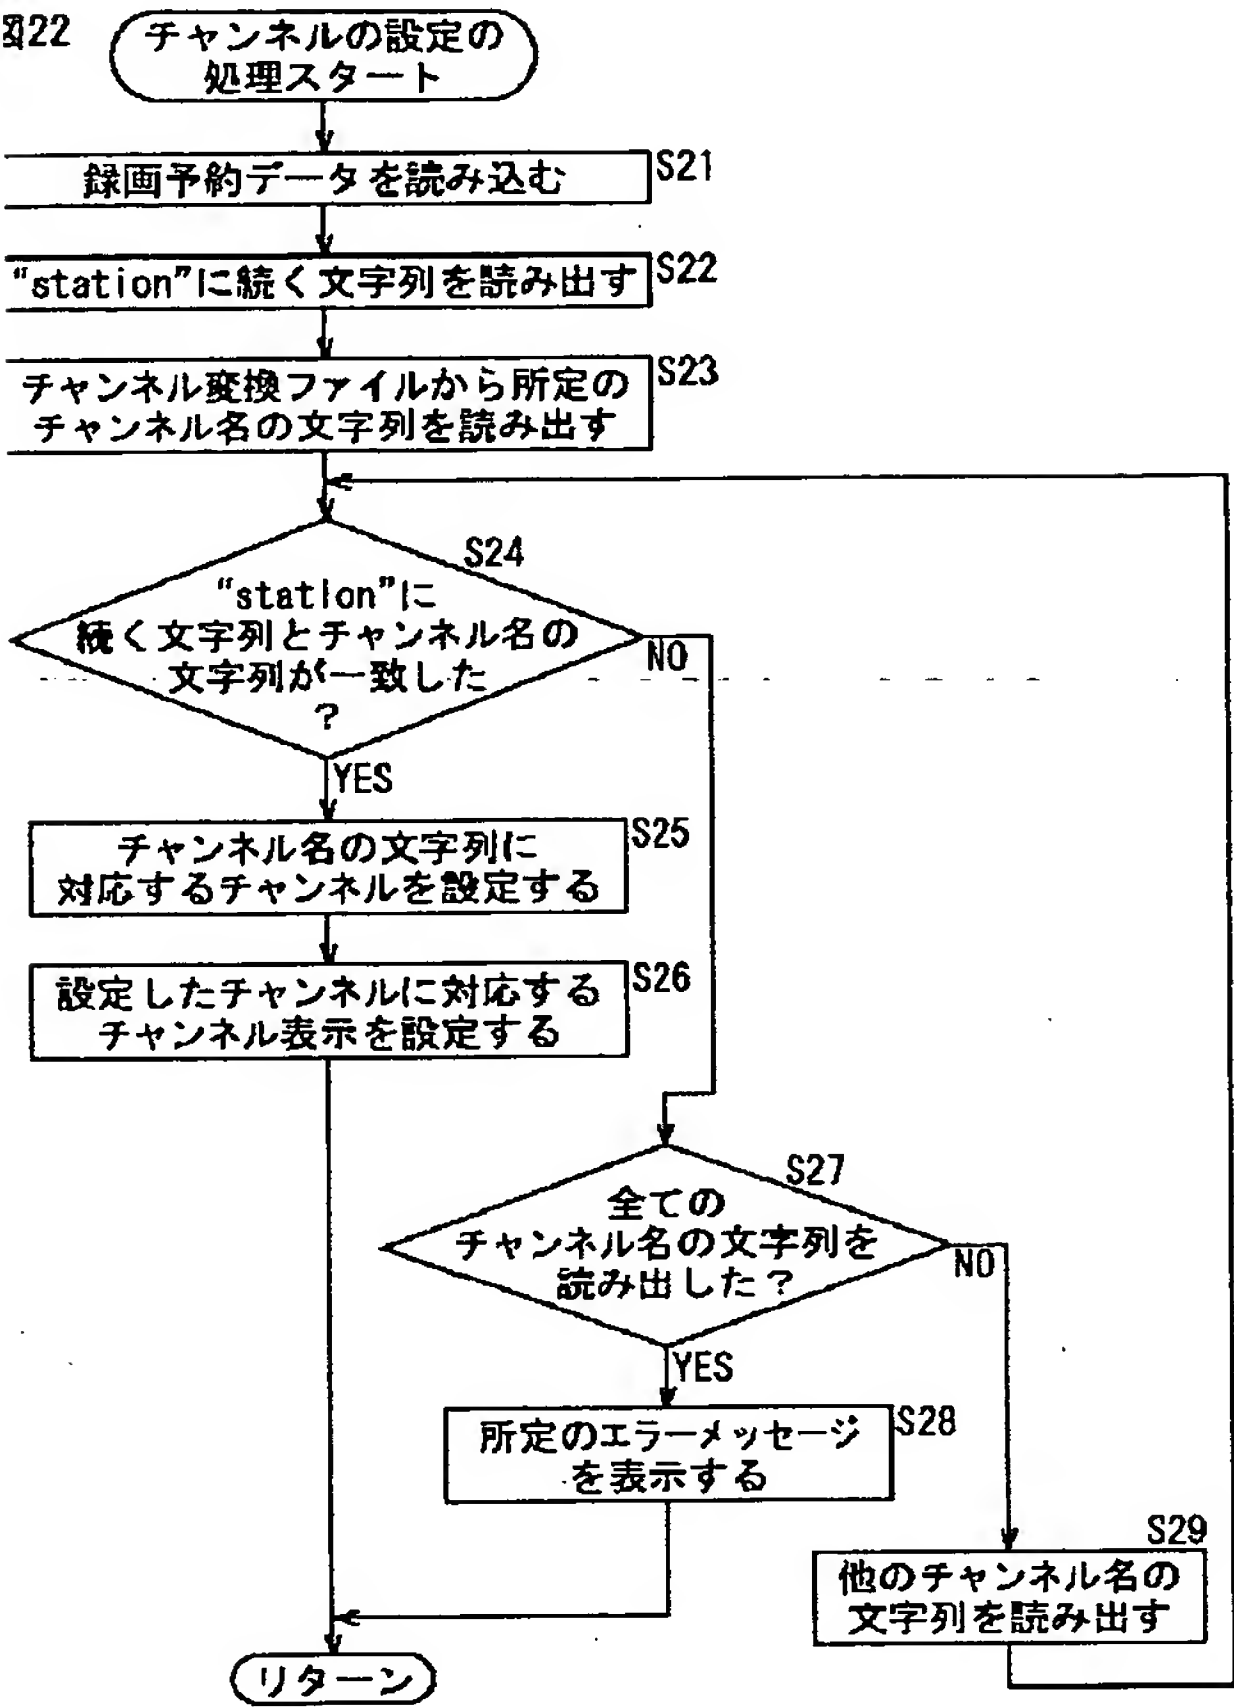 図22
チャンネルの設定の
処理スタート
録画予約データを読み込む
S21
“station”に続く文字列を読み出す
S22
チャンネル変換ファイルから所定の
チャンネル名の文字列を読み出す
S23
S24
“station”に
続く文字列とチャンネル名の
文字列が一致した
?
NO
YES
チャンネル名の文字列に
対応するチャンネルを設定する
S25
設定したチャンネルに対応する
チャンネル表示を設定する
S26
S27
全ての
チャンネル名の文字列を
読み出した?
NO
YES
所定のエラーメッセージ
を表示する
S28
S29
他のチャンネル名の
文字列を読み出す
リターン